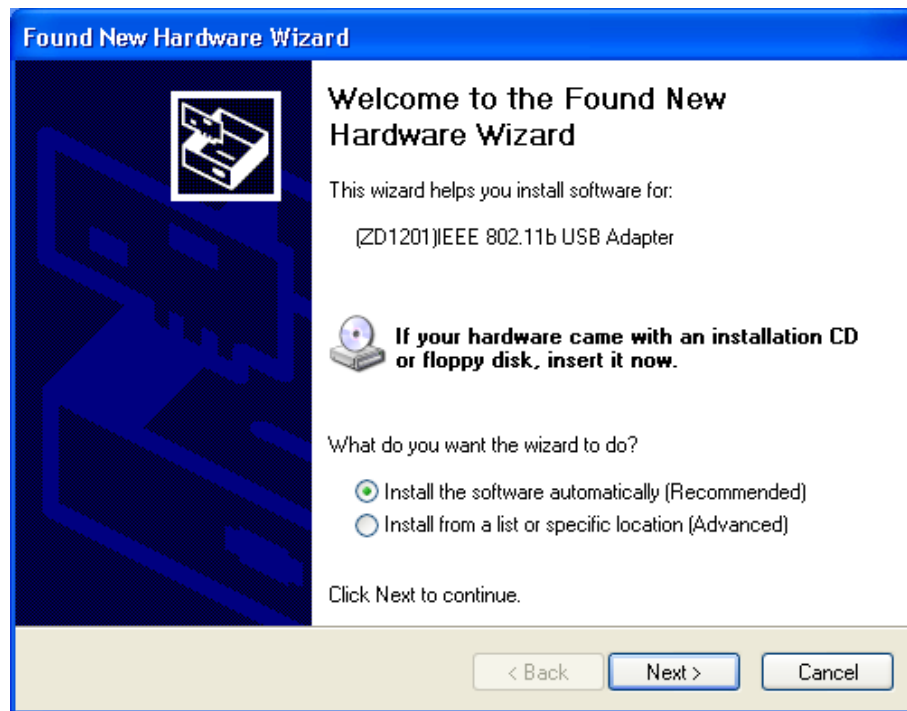 Found New Hardware Wizard
Welcome to the Found New
Hardware Wizard
This wizard helps you install software for:
(ZD1201)IEEE 802.11b USB Adapter
If your hardware came with an installation CD
or floppy disk, insert it now.
What do you want the wizard to do?
Install the software automatically (Recommended)
Install from a list or specific location (Advanced)
Click Next to continue.
< Back Next > Cancel